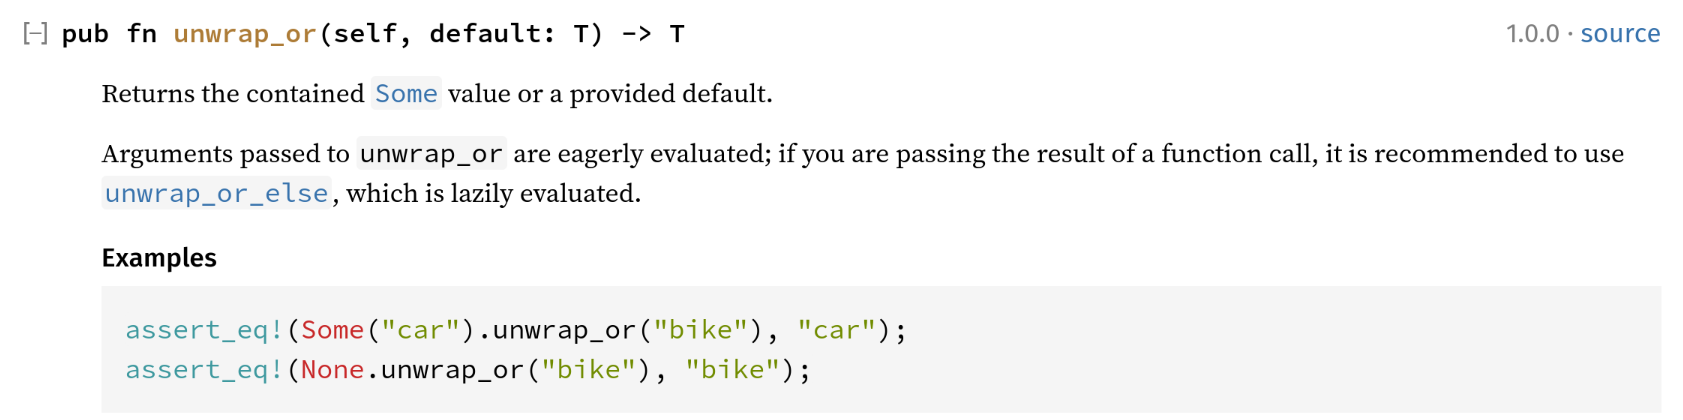 [−] pub fn unwrap_or(self, default: T) -> T 1.0.0 · source
Returns the contained Some value or a provided default.
Arguments passed to unwrap_or are eagerly evaluated; if you are passing the result of a function call, it is recommended to use
unwrap_or_else, which is lazily evaluated.
Examples
assert_eq!(Some("car").unwrap_or("bike"), "car");
assert_eq!(None.unwrap_or("bike"), "bike");